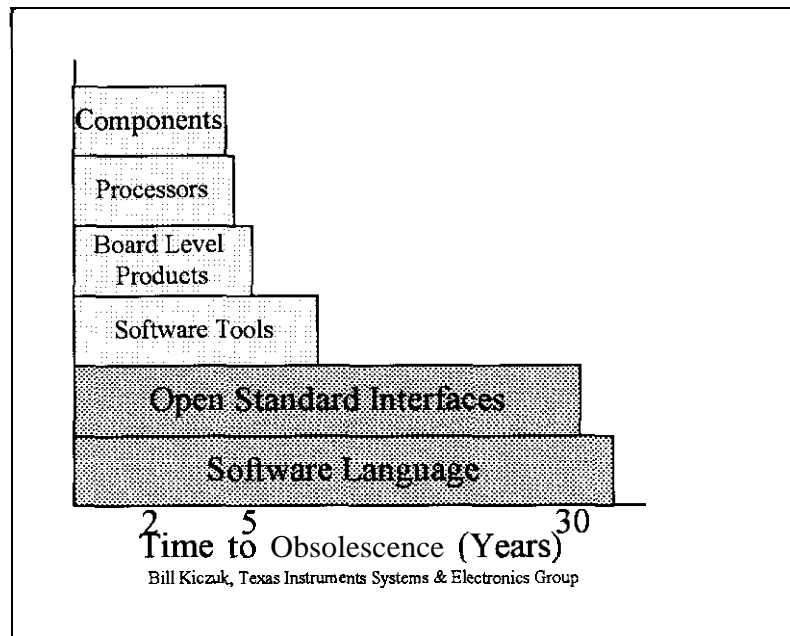 Components
Processors
Board Level
Products
Software Tools
Open Standard Interfaces
Software Language
2 5 30
Time to Obsolescence (Years)
Bill Kiczuk, Texas Instruments Systems & Electronics Group